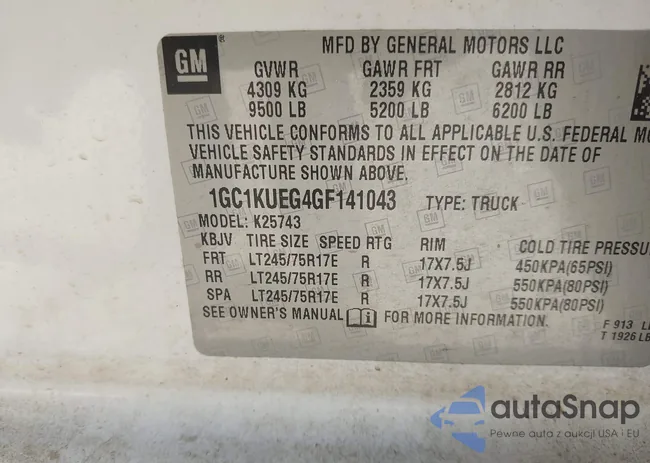 GM
MFD BY GENERAL MOTORS LLC
GVWR GAWR FRT GAWR RR
4309 KG 2359 KG 2812 KG
9500 LB 5200 LB 6200 LB
THIS VEHICLE CONFORMS TO ALL APPLICABLE U.S. FEDERAL MO
VEHICLE SAFETY STANDARDS IN EFFECT ON THE DATE OF
MANUFACTURE SHOWN ABOVE.
1GC1KUEG4GF141043 TYPE: TRUCK
MODEL: K25743
KBJV TIRE SIZE SPEED RTG RIM COLD TIRE PRESSU
FRT LT245/75R17E R 17X7.5J 450KPA(65PSI)
RR LT245/75R17E R 17X7.5J 550KPA(80PSI)
SPA LT245/75R17E R 17X7.5J 550KPA(80PSI)
SEE OWNER'S MANUAL i FOR MORE INFORMATION.
F 913 L
T 1926 LB
autoSnap
Pewne auta z aukcji USA i EU